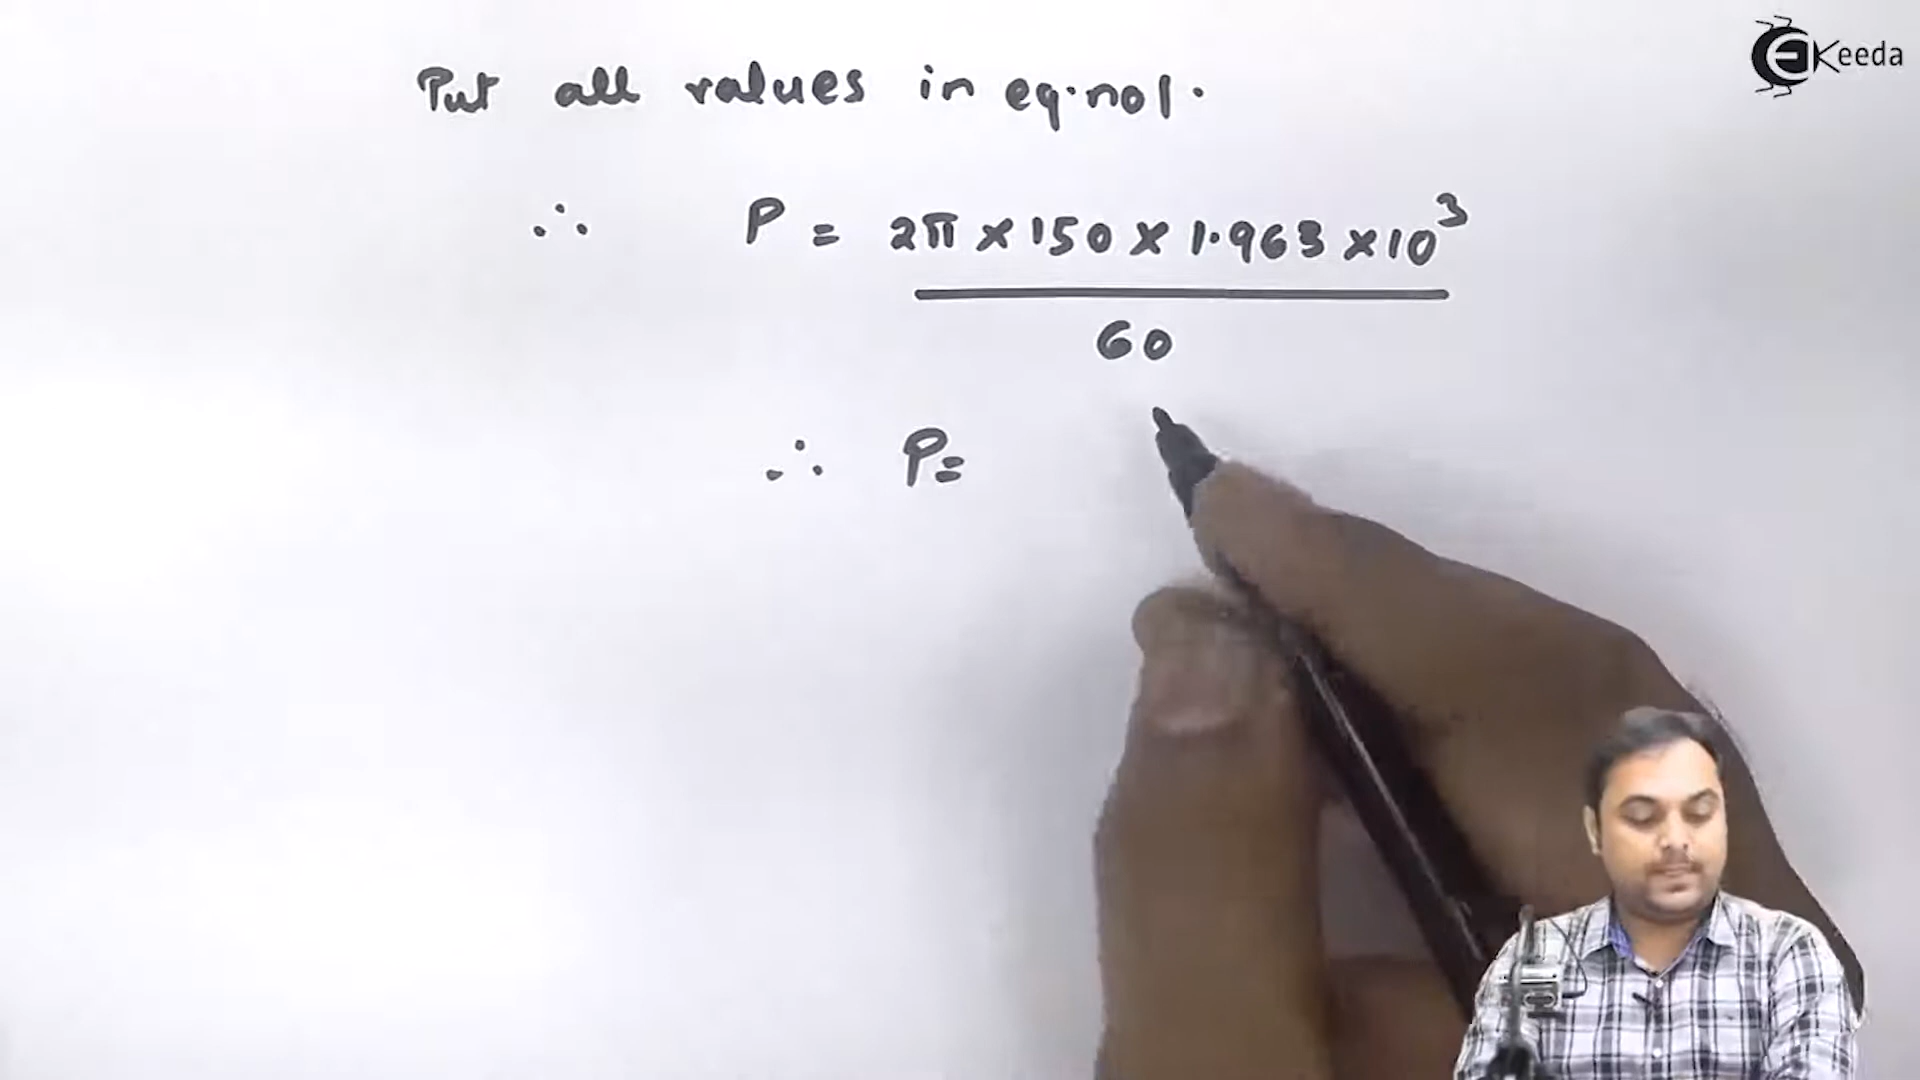 EKeeda
Put all values in eq.no1.
∴ P = 2π×150×1.963×10³
60
∴ P=